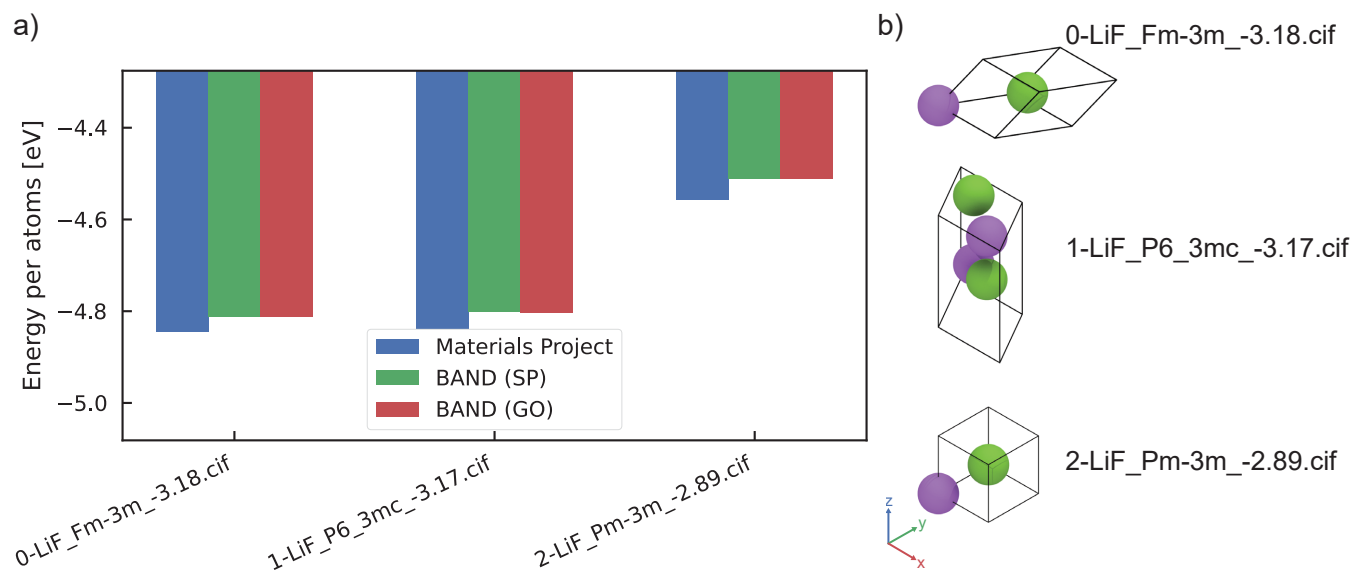 a)
Energy per atoms [eV]
−4.4
−4.6
−4.8
−5.0
Materials Project
BAND (SP)
BAND (GO)
0-LiF_Fm-3m_-3.18.cif
1-LiF_P6_3mc_-3.17.cif
2-LiF_Pm-3m_-2.89.cif
b)
0-LiF_Fm-3m_-3.18.cif
1-LiF_P6_3mc_-3.17.cif
2-LiF_Pm-3m_-2.89.cif
z
y
x